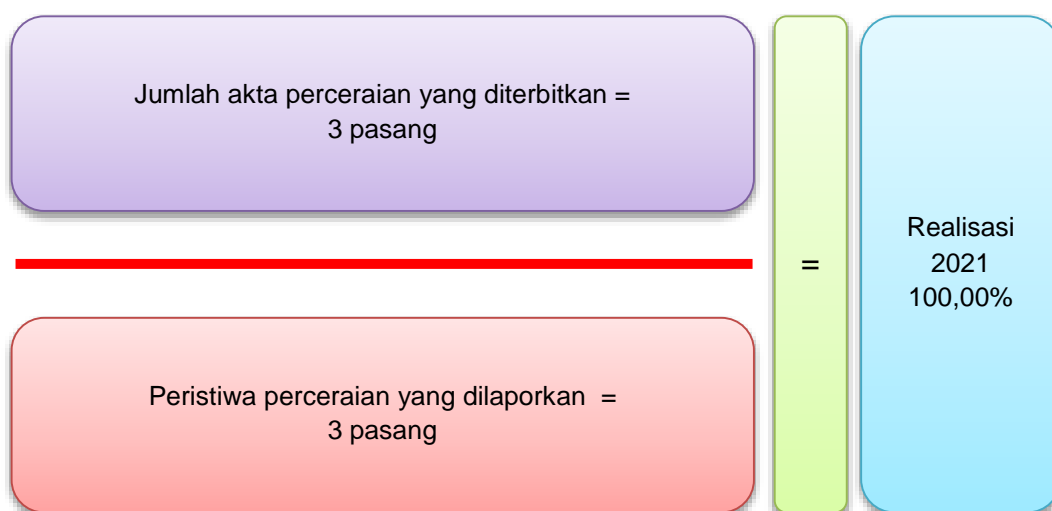 Jumlah akta perceraian yang diterbitkan =
3 pasang
=
Realisasi
2021
100,00%
Peristiwa perceraian yang dilaporkan  =
3 pasang